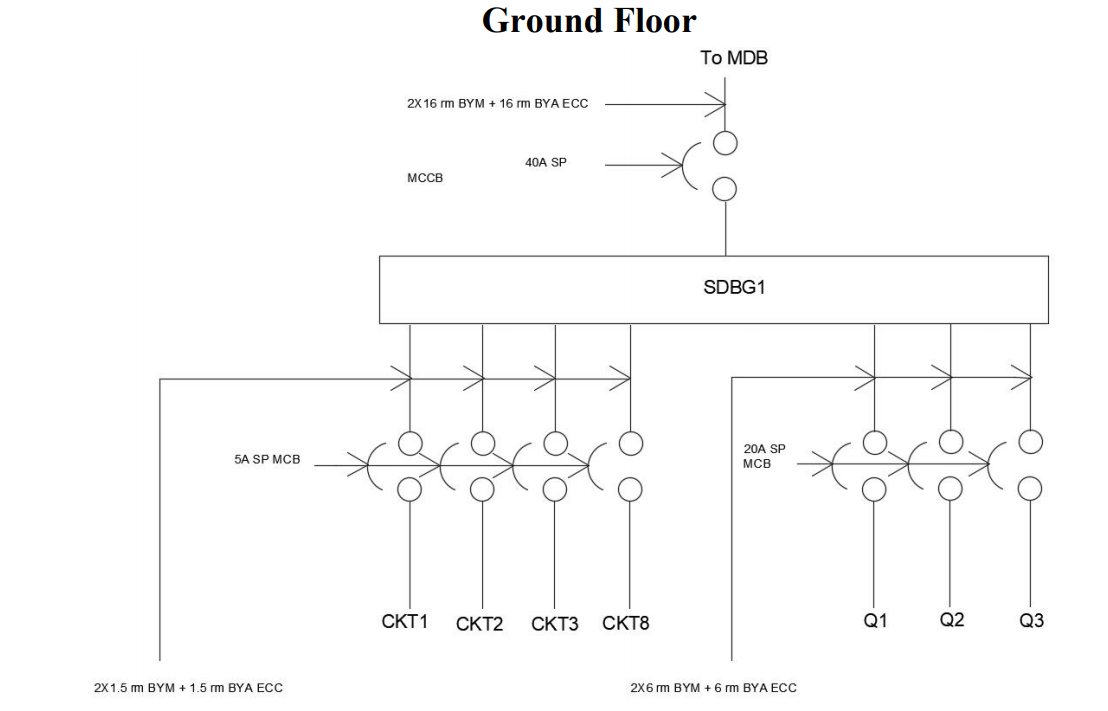 Ground Floor
To MDB
2X16 rm BYM + 16 rm BYA ECC
40A SP
MCCB
SDBG1
5A SP MCB
20A SP
MCB
CKT1 CKT2 CKT3 CKT8 Q1 Q2 Q3
2X1.5 rm BYM + 1.5 rm BYA ECC
2X6 rm BYM + 6 rm BYA ECC